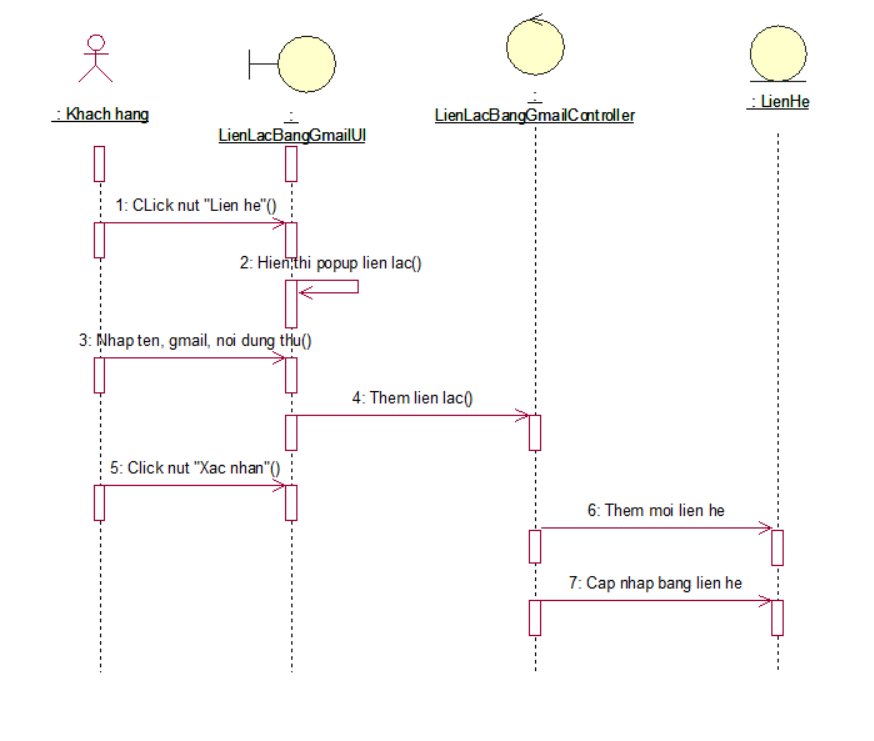 : Khach hang
:
LienLacBangGmailUI
:
LienLacBangGmailController
: LienHe
1: CLick nut "Lien he"()
2: Hien thi popup lien lac()
3: Nhap ten, gmail, noi dung thu()
4: Them lien lac()
5: Click nut "Xac nhan"()
6: Them moi lien he
7: Cap nhap bang lien he